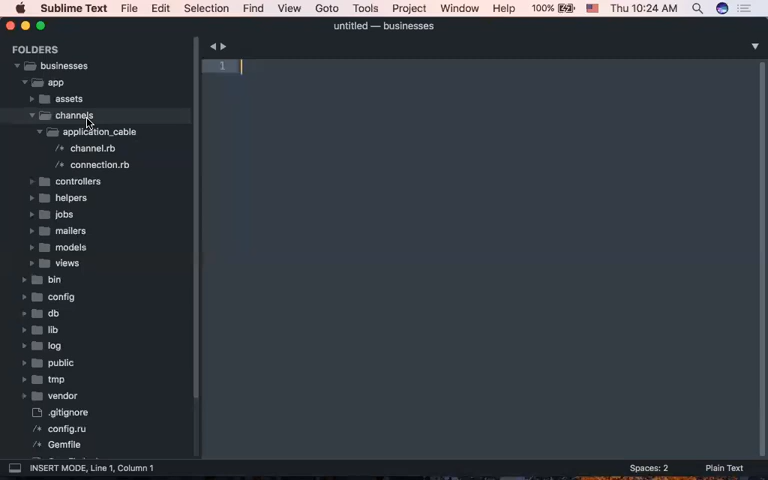 Sublime Text File Edit Selection Find View Goto Tools Project Window Help 100% Thu 10:24 AM
untitled — businesses
FOLDERS
businesses
app
assets
channels
application_cable
/* channel.rb
/* connection.rb
controllers
helpers
jobs
mailers
models
views
bin
config
db
lib
log
public
tmp
vendor
.gitignore
/* config.ru
/* Gemfile
1
INSERT MODE, Line 1, Column 1 Spaces: 2 Plain Text